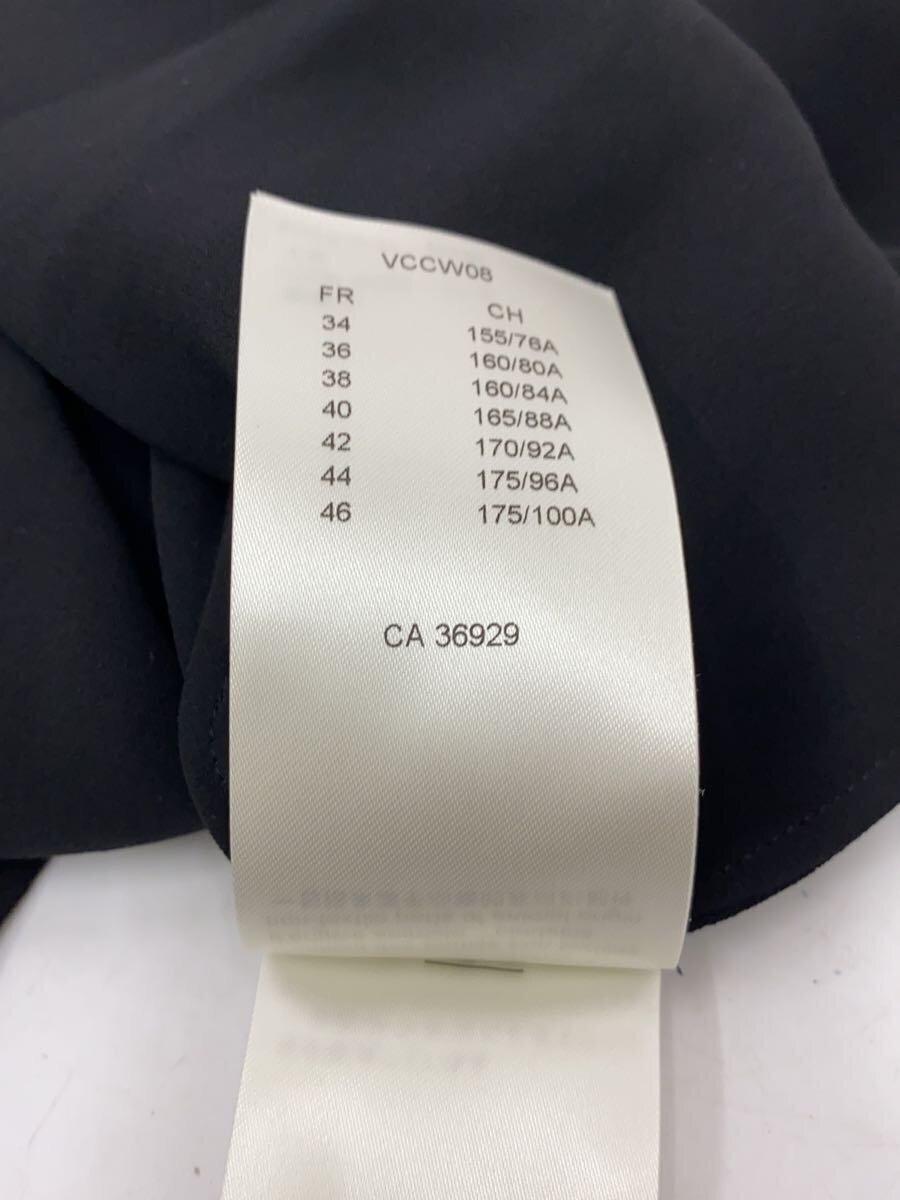 VCCW08
FR CH
34 155/76A
36 160/80A
38 160/84A
40 165/88A
42 170/92A
44 175/96A
46 175/100A
CA 36929